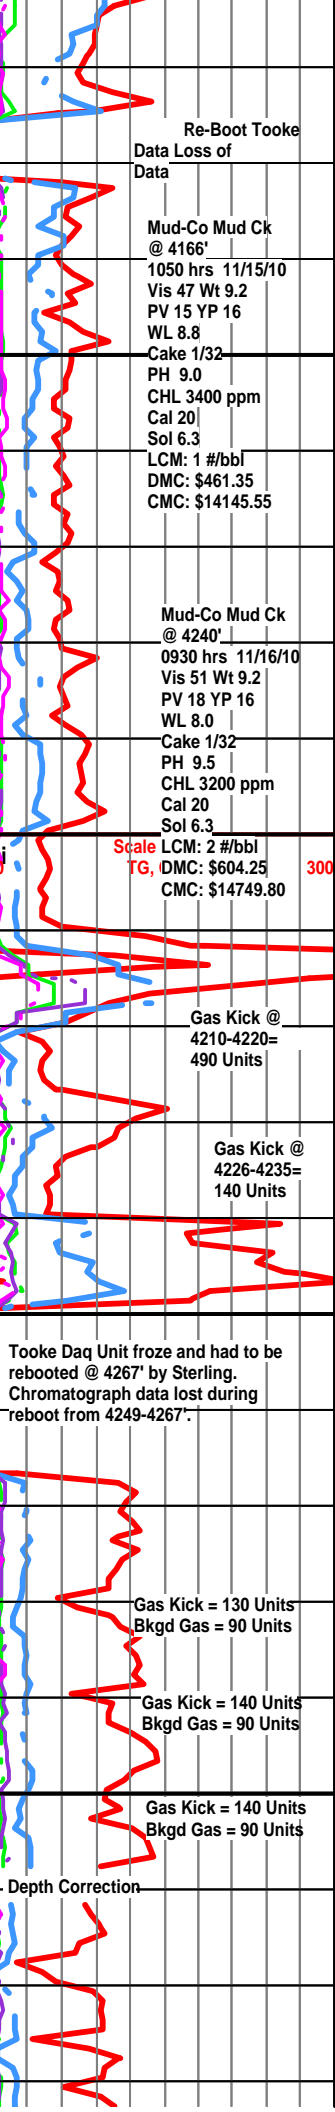 Re-Boot Tooke
Data Loss of
Data
Mud-Co Mud Ck
@ 4166'
1050 hrs 11/15/10
Vis 47 Wt 9.2
PV 15 YP 16
WL 8.8
Cake 1/32
PH 9.0
CHL 3400 ppm
Cal 20
Sol 6.3
LCM: 1 #/bbl
DMC: $461.35
CMC: $14145.55
Mud-Co Mud Ck
@ 4240'
0930 hrs 11/16/10
Vis 51 Wt 9.2
PV 18 YP 16
WL 8.0
Cake 1/32
PH 9.5
CHL 3200 ppm
Cal 20
Sol 6.3
Scale LCM: 2 #/bbl
TG, DMC: $604.25 300
CMC: $14749.80
Gas Kick @
4210-4220=
490 Units
Gas Kick @
4226-4235=
140 Units
Tooke Daq Unit froze and had to be
rebooted @ 4267' by Sterling.
Chromatograph data lost during
reboot from 4249-4267'.
Gas Kick = 130 Units
Bkgd Gas = 90 Units
Gas Kick = 140 Units
Bkgd Gas = 90 Units
Gas Kick = 140 Units
Bkgd Gas = 90 Units
Depth Correction